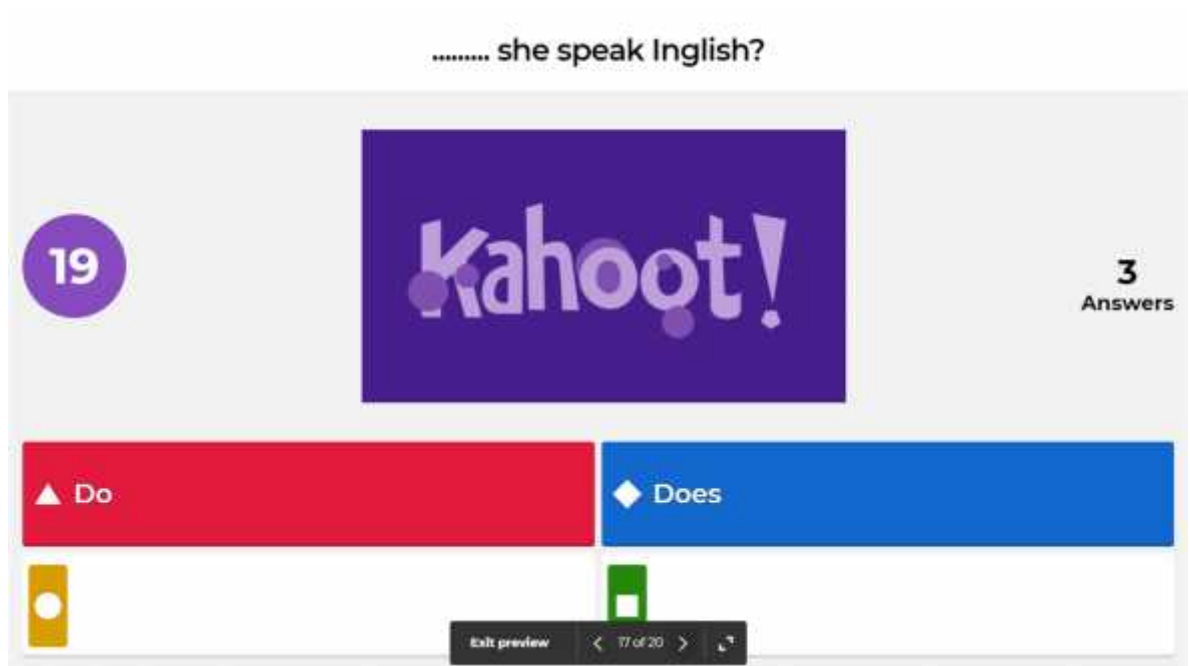 ......... she speak Inglish?
19
Kahoot!
3
Answers
Do
Does
Exit preview
17 of 20